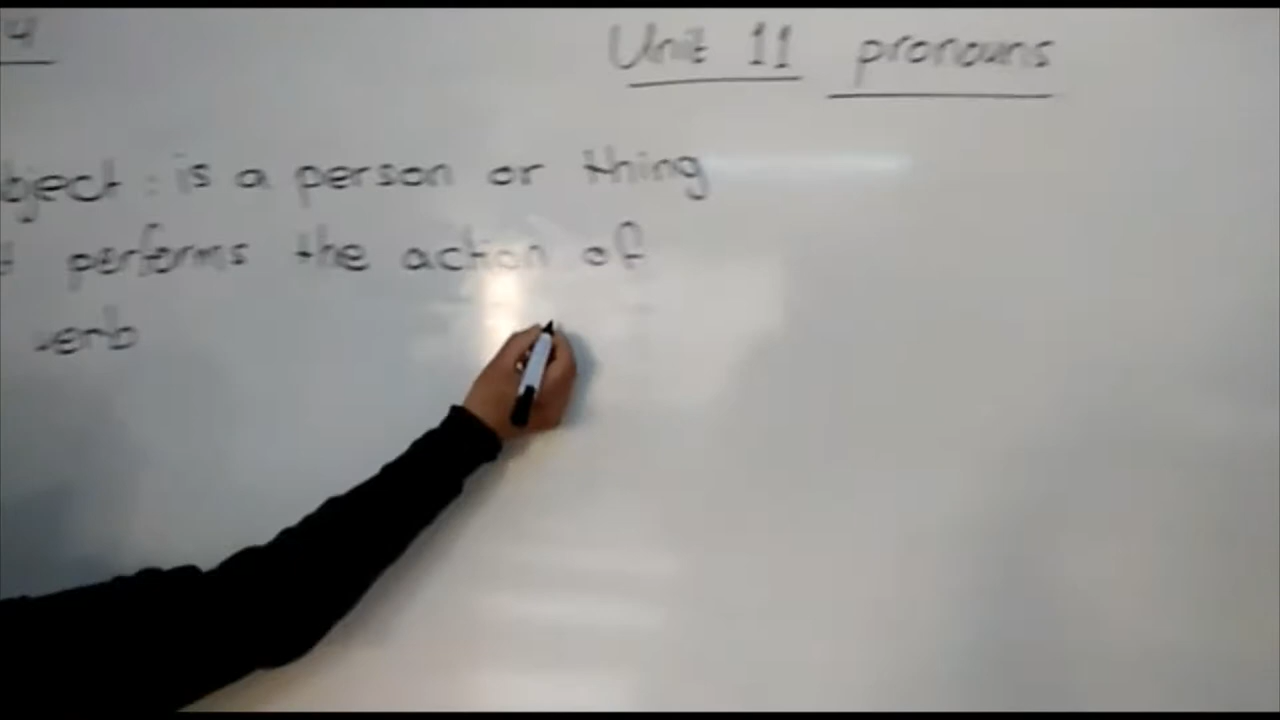 4 Unit 11 pronouns
bject : is a person or thing
t performs the action of
verb